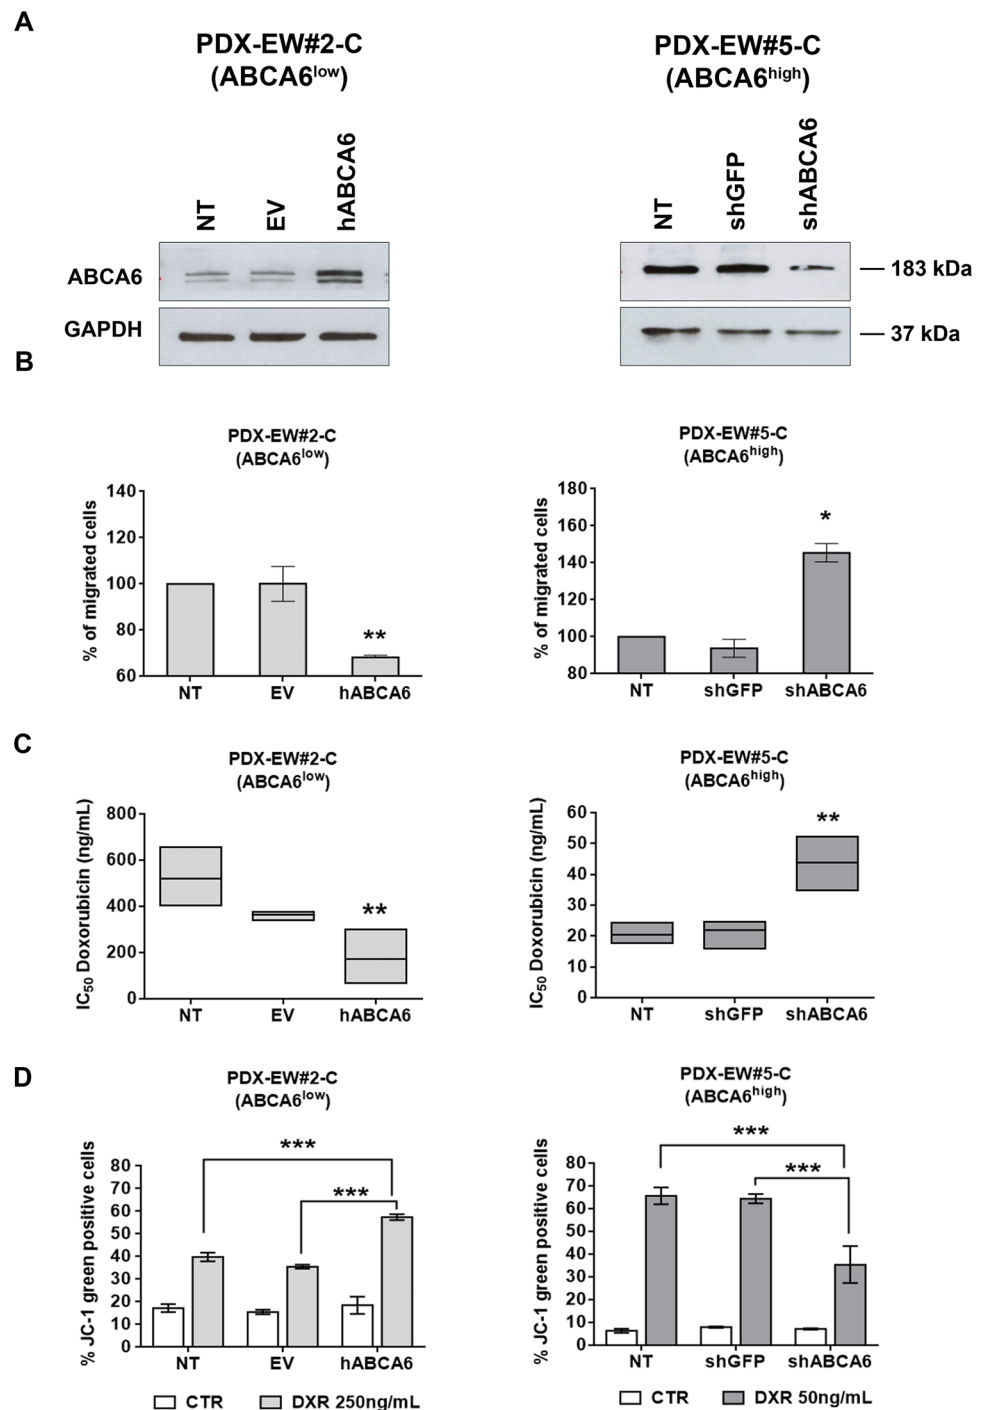 A
PDX-EW#2-C
(ABCA6low)
PDX-EW#5-C
(ABCA6high)
NT
EV
hABCA6
NT
shGFP
shABCA6
ABCA6
183 kDa
GAPDH
37 kDa
B
PDX-EW#2-C
(ABCA6low)
% of migrated cells
140
120
100
80
60
NT EV hABCA6
**
PDX-EW#5-C
(ABCA6high)
% of migrated cells
180
160
140
120
100
80
NT shGFP shABCA6
*
C
PDX-EW#2-C
(ABCA6low)
IC50 Doxorubicin (ng/mL)
800
600
400
200
0
NT EV hABCA6
**
PDX-EW#5-C
(ABCA6high)
IC50 Doxorubicin (ng/mL)
60
50
40
30
20
10
0
NT shGFP shABCA6
**
D
PDX-EW#2-C
(ABCA6low)
% JC-1 green positive cells
80
70
60
50
40
30
20
10
0
***
***
NT EV hABCA6
CTR DXR 250ng/mL
PDX-EW#5-C
(ABCA6high)
% JC-1 green positive cells
80
70
60
50
40
30
20
10
0
***
***
NT shGFP shABCA6
CTR DXR 50ng/mL